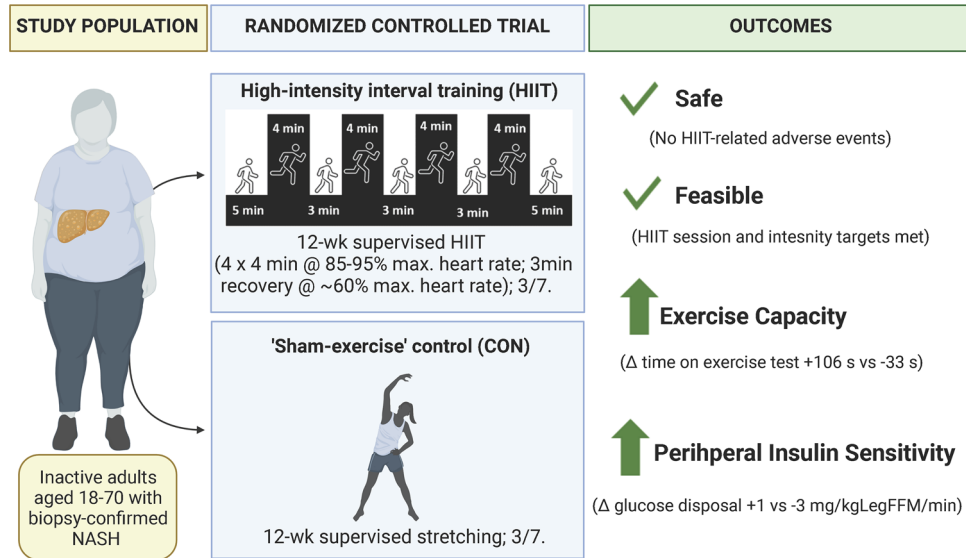 STUDY POPULATION
RANDOMIZED CONTROLLED TRIAL
OUTCOMES
High-intensity interval training (HIIT)
4 min
4 min
4 min
4 min
5 min
3 min
3 min
3 min
5 min
12-wk supervised HIIT
(4 x 4 min @ 85-95% max. heart rate; 3min
recovery @ ~60% max. heart rate); 3/7.
'Sham-exercise' control (CON)
12-wk supervised stretching; 3/7.
Inactive adults
aged 18-70 with
biopsy-confirmed
NASH
Safe
(No HIIT-related adverse events)
Feasible
(HIIT session and intesnity targets met)
Exercise Capacity
(Δ time on exercise test +106 s vs -33 s)
Perihperal Insulin Sensitivity
(Δ glucose disposal +1 vs -3 mg/kgLegFFM/min)